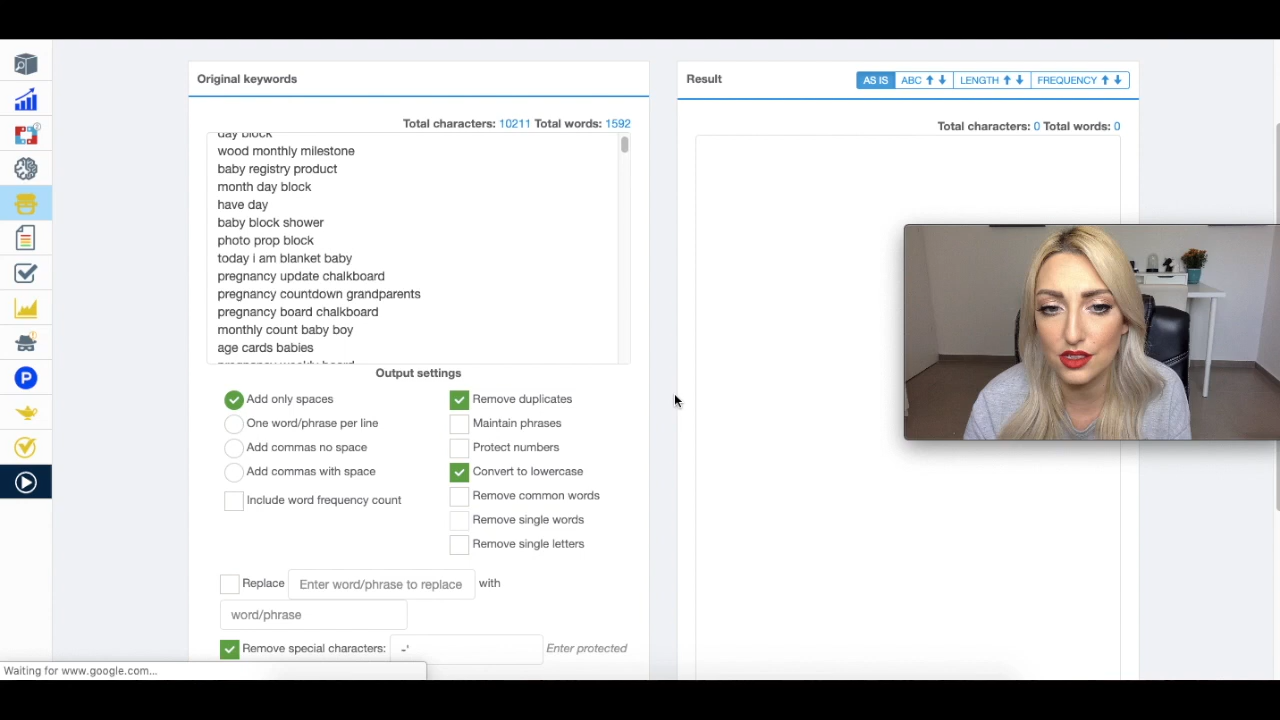 Original keywords
Total characters: 10211 Total words: 1592
day block
wood monthly milestone
baby registry product
month day block
have day
baby block shower
photo prop block
today i am blanket baby
pregnancy update chalkboard
pregnancy countdown grandparents
pregnancy board chalkboard
monthly count baby boy
age cards babies
pregnancy weekly board
Output settings
Add only spaces
One word/phrase per line
Add commas no space
Add commas with space
Include word frequency count
Remove duplicates
Maintain phrases
Protect numbers
Convert to lowercase
Remove common words
Remove single words
Remove single letters
Replace Enter word/phrase to replace with
word/phrase
Remove special characters: -' Enter protected
Result
AS IS ABC LENGTH FREQUENCY
Total characters: 0 Total words: 0
P
Waiting for www.google.com...